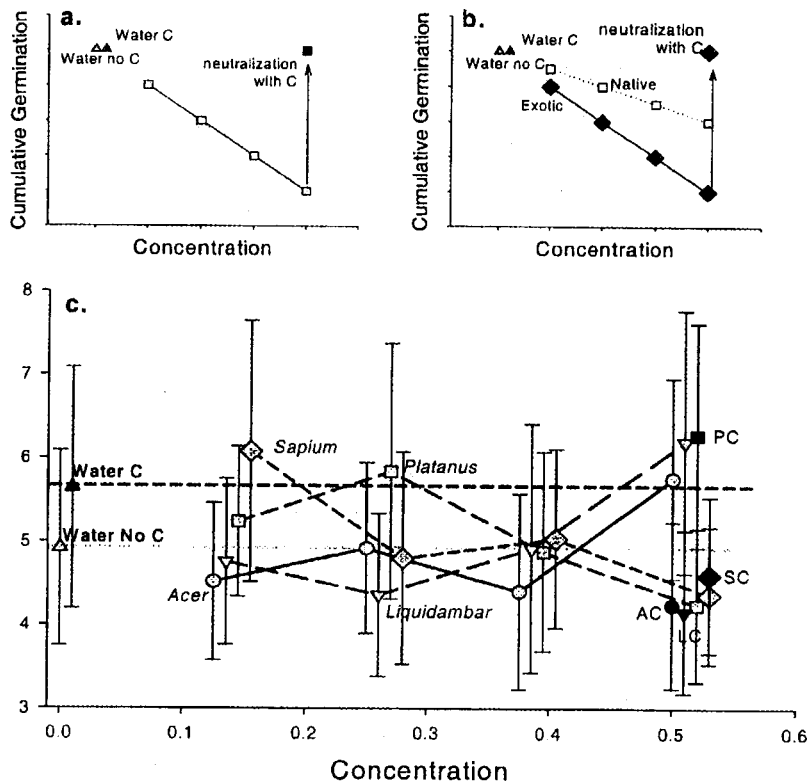 a.
Water C
Water no C
neutralization
with C
Cumulative Germination
Concentration
b.
Water C
Water no C
neutralization
with C
Native
Exotic
Cumulative Germination
Concentration
c.
8
7
6
5
4
3
Sapium
Platanus
PC
Water C
Water No C
SC
Acer
Liquidambar
AC
LC
0.0
0.1
0.2
0.3
0.4
0.5
0.6
Concentration